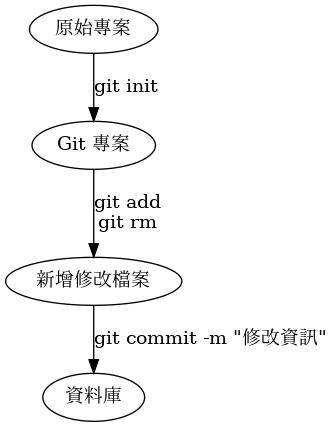 原始專案
git init
Git 專案
git add
git rm
新增修改檔案
git commit -m "修改資訊"
資料庫